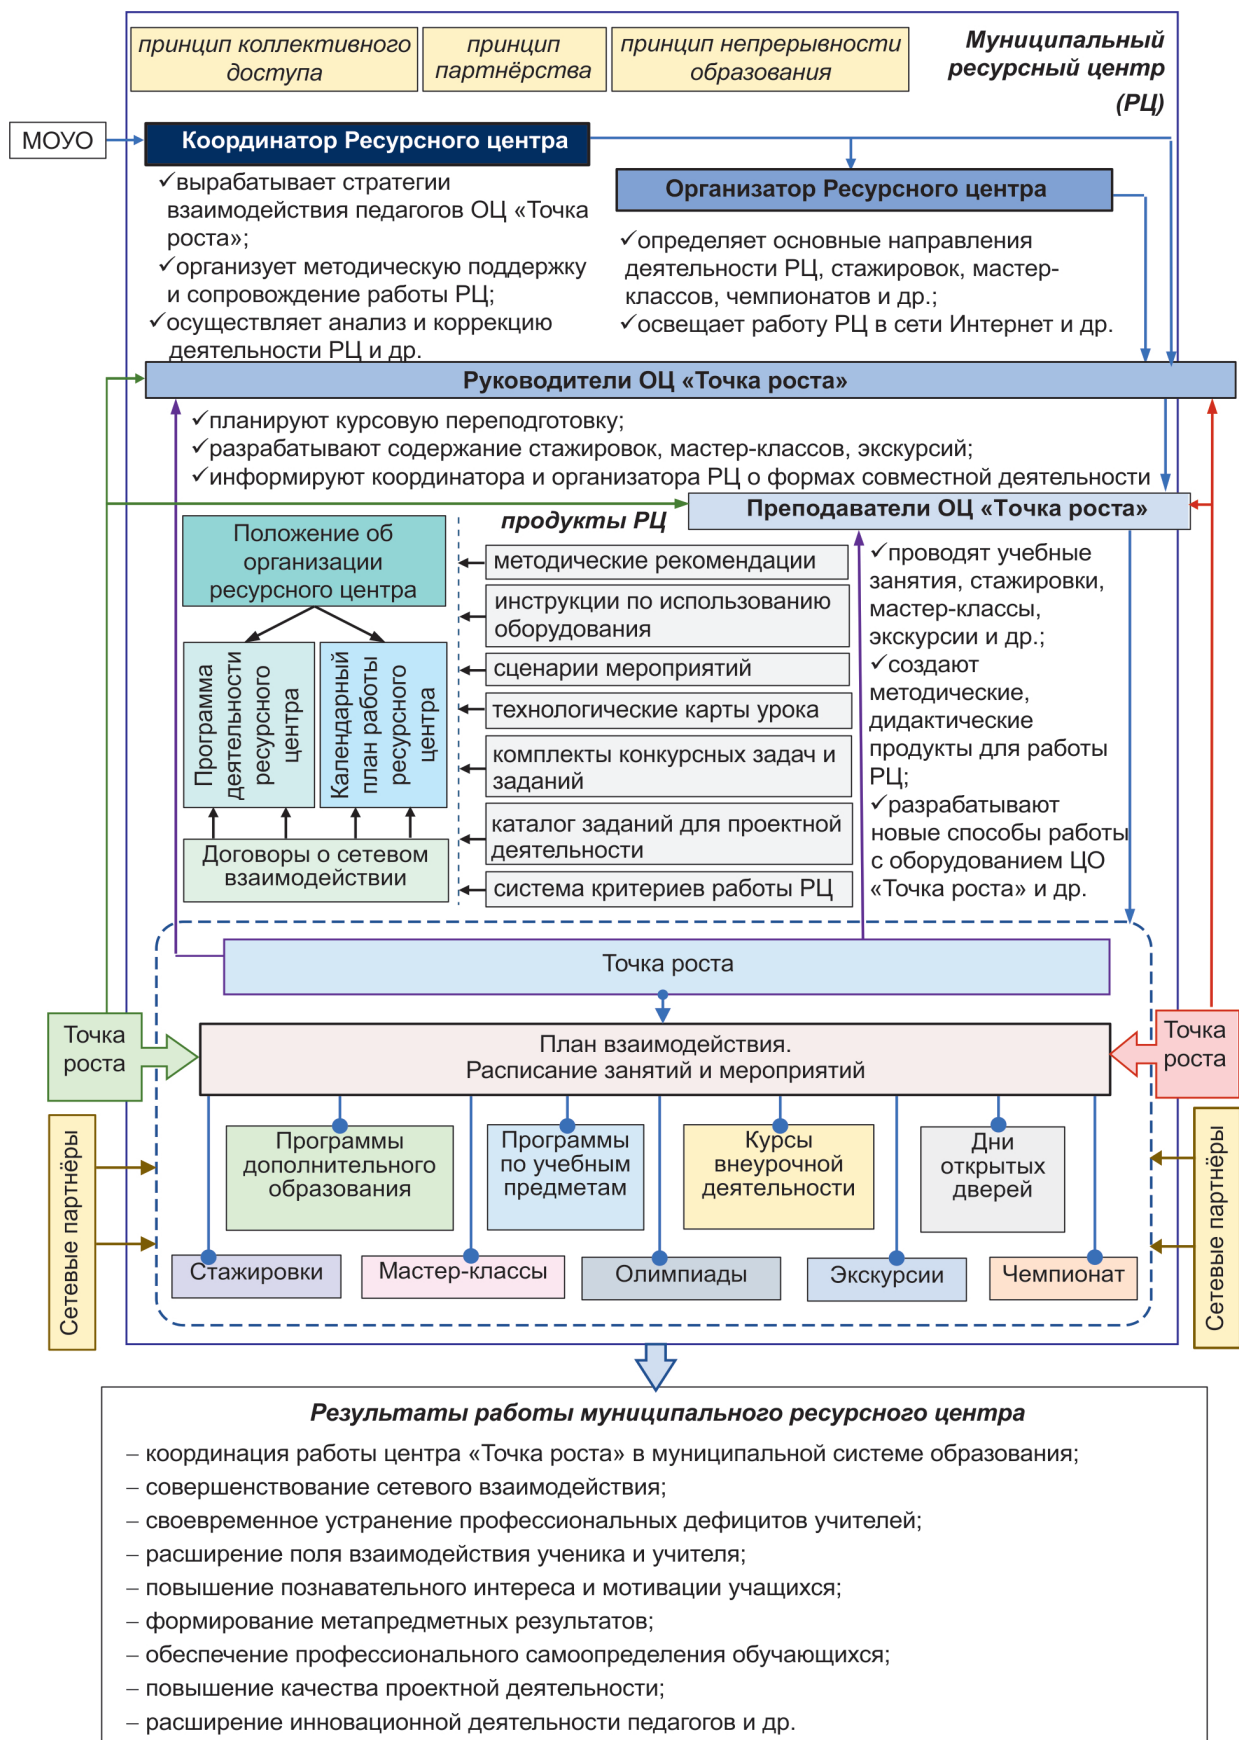 принцип коллективного
доступа
принцип
партнёрства
принцип непрерывности
образования
Муниципальный
ресурсный центр
(РЦ)
МОУО
Координатор Ресурсного центра
✓вырабатывает стратегии
взаимодействия педагогов ОЦ «Точка
роста»;
✓организует методическую поддержку
и сопровождение работы РЦ;
✓осуществляет анализ и коррекцию
деятельности РЦ и др.
Организатор Ресурсного центра
✓определяет основные направления
деятельности РЦ, стажировок, мастер-
классов, чемпионатов и др.;
✓освещает работу РЦ в сети Интернет и др.
Руководители ОЦ «Точка роста»
✓планируют курсовую переподготовку;
✓разрабатывают содержание стажировок, мастер-классов, экскурсий;
✓информируют координатора и организатора РЦ о формах совместной деятельности
Преподаватели ОЦ «Точка роста»
✓проводят учебные
занятия, стажировки,
мастер-классы,
экскурсии и др.;
✓создают
методические,
дидактические
продукты для работы
РЦ;
✓разрабатывают
новые способы работы
с оборудованием ЦО
«Точка роста» и др.
продукты РЦ
методические рекомендации
инструкции по использованию
оборудования
сценарии мероприятий
технологические карты урока
комплекты конкурсных задач и
заданий
каталог заданий для проектной
деятельности
система критериев работы РЦ
Положение об
организации
ресурсного центра
Программа
деятельности
ресурсного
центра
Календарный
план работы
ресурсного
центра
Договоры о сетевом
взаимодействии
Точка роста
Точка
роста
План взаимодействия.
Расписание занятий и мероприятий
Точка
роста
Сетевые партнёры
Программы
дополнительного
образования
Программы
по учебным
предметам
Курсы
внеурочной
деятельности
Дни
открытых
дверей
Сетевые партнёры
Стажировки
Мастер-классы
Олимпиады
Экскурсии
Чемпионат
Результаты работы муниципального ресурсного центра
– координация работы центра «Точка роста» в муниципальной системе образования;
– совершенствование сетевого взаимодействия;
– своевременное устранение профессиональных дефицитов учителей;
– расширение поля взаимодействия ученика и учителя;
– повышение познавательного интереса и мотивации учащихся;
– формирование метапредметных результатов;
– обеспечение профессионального самоопределения обучающихся;
– повышение качества проектной деятельности;
– расширение инновационной деятельности педагогов и др.